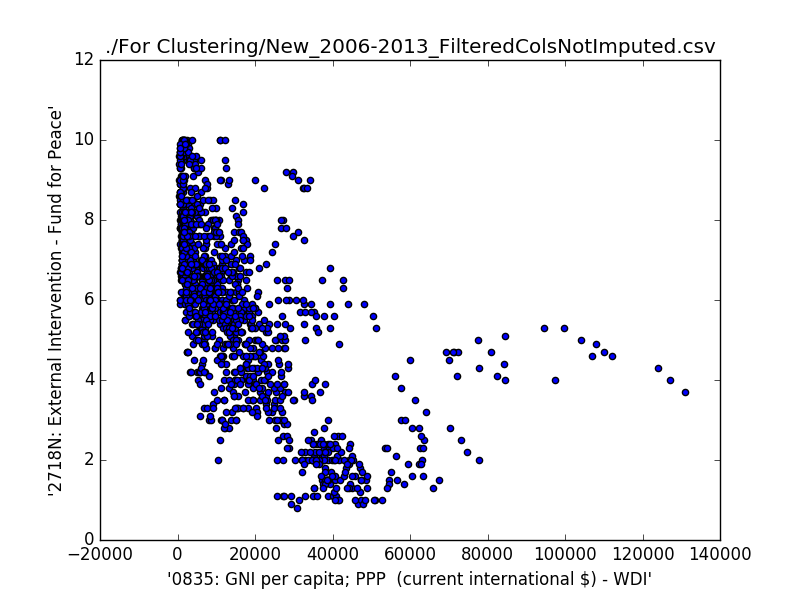 ./For Clustering/New_2006-2013_FilteredColsNotImputed.csv
12
10
8
6
4
2
0
'2718N: External Intervention - Fund for Peace'
−20000 0 20000 40000 60000 80000 100000 120000 140000
'0835: GNI per capita; PPP  (current international $) - WDI'